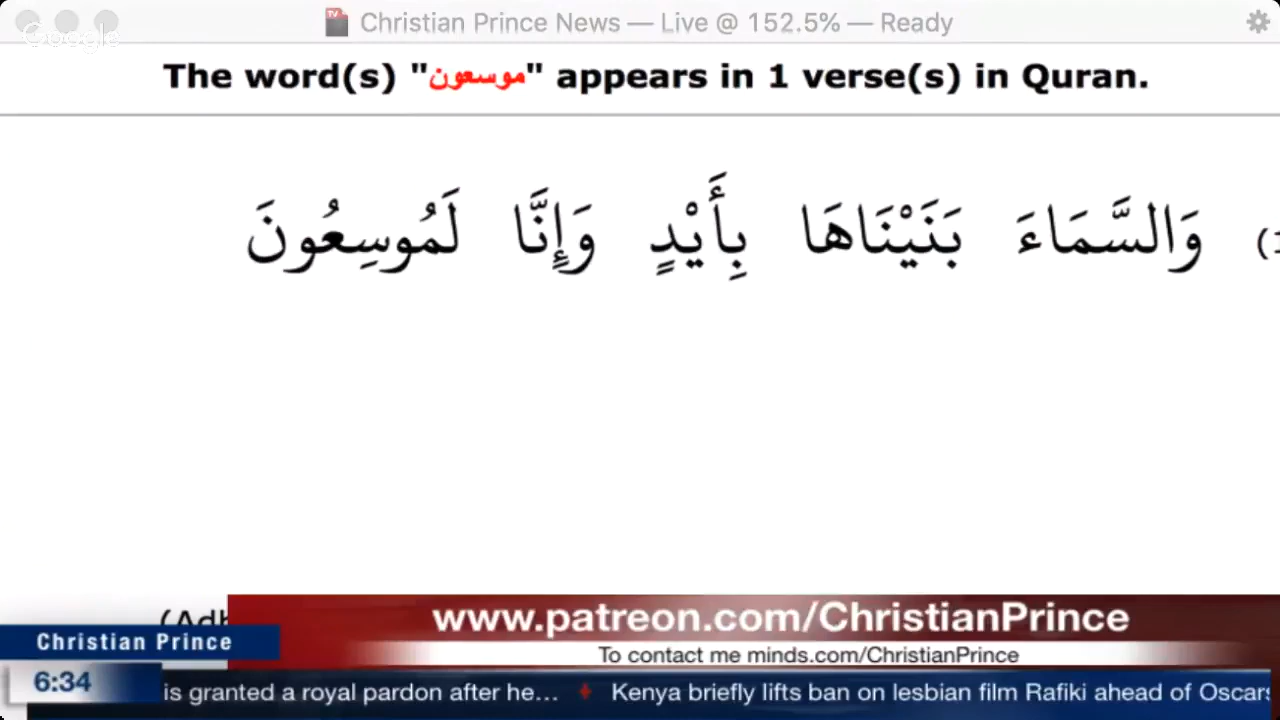 Google
Christian Prince News — Live @ 152.5% — Ready
The word(s) "موسعون" appears in 1 verse(s) in Quran.
وَالسَّمَاءَ بَنَيْنَاهَا بِأَيْدٍ وَإِنَّا لَمُوسِعُونَ
www.patreon.com/ChristianPrince
Christian Prince
To contact me minds.com/ChristianPrince
6:34
is granted a royal pardon after he... ♦ Kenya briefly lifts ban on lesbian film Rafiki ahead of Oscars